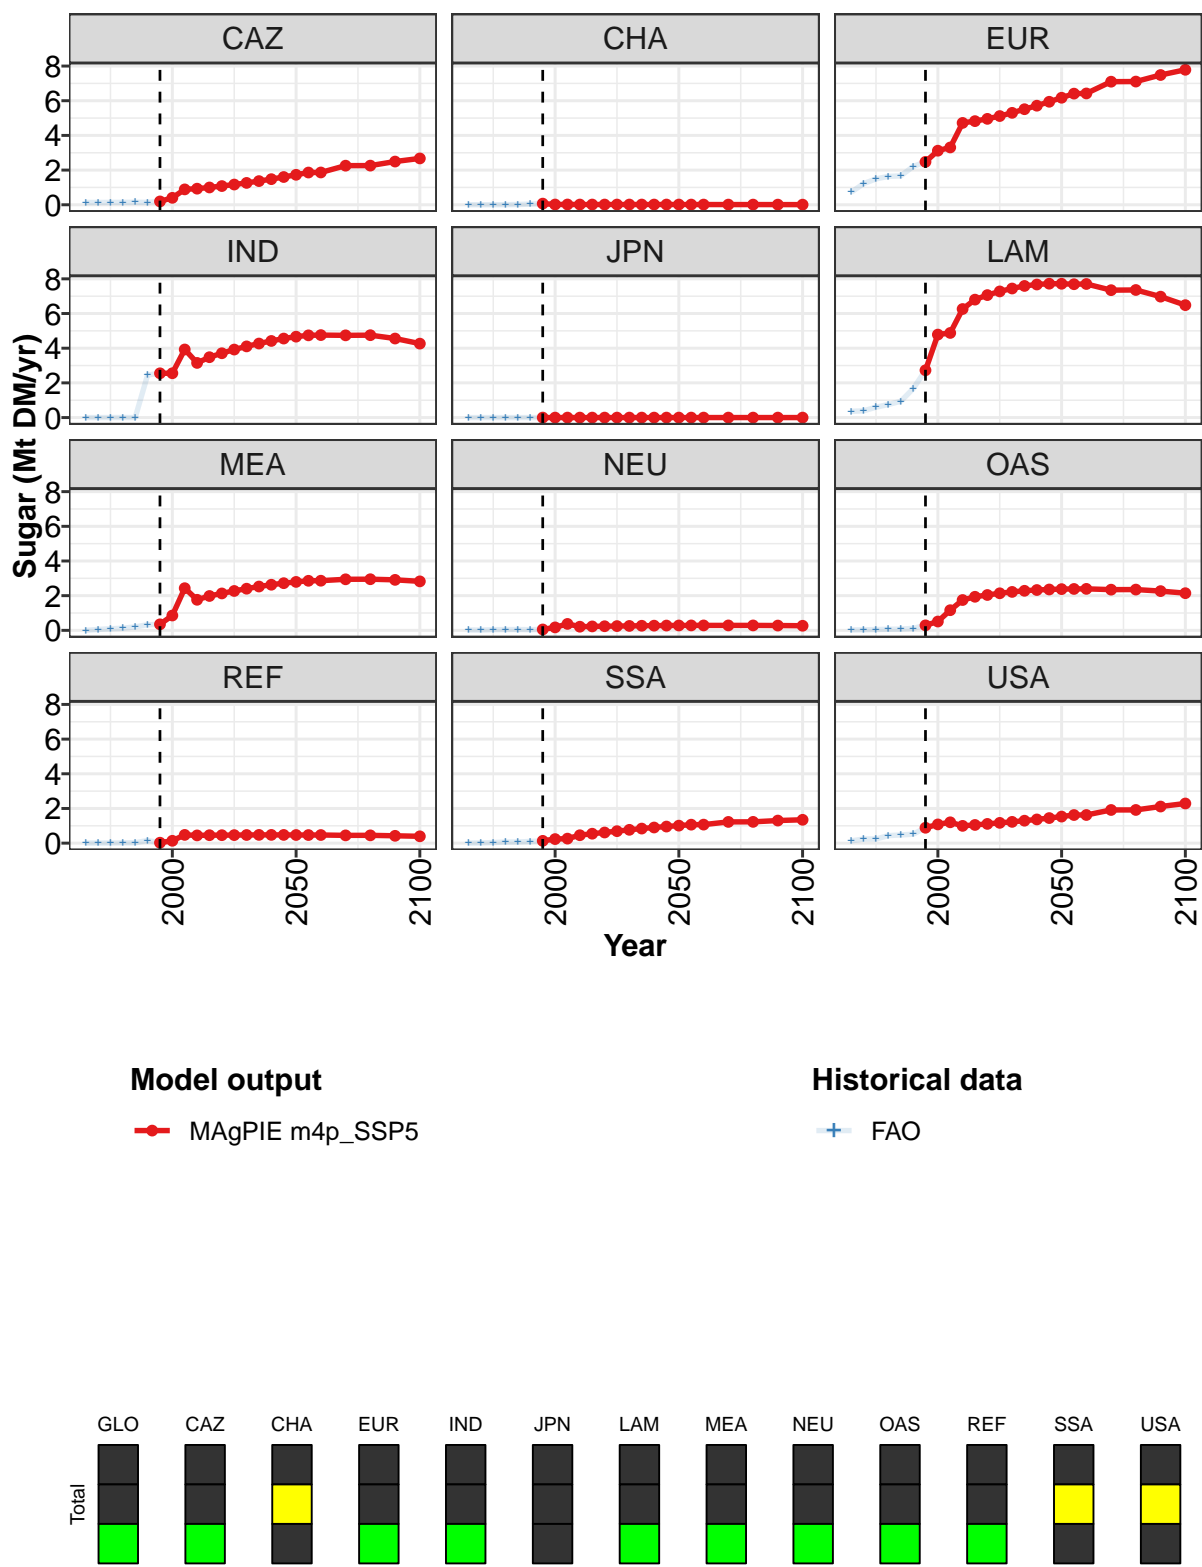 CAZ CHA EUR
8
6
4
2
0
IND JPN LAM
8
6
4
2
0
MEA NEU OAS
8
6
4
2
0
REF SSA USA
8
6
4
2
0
Sugar (Mt DM/yr)
2000 2050 2100 2000 2050 2100 2000 2050 2100
Year
Model output Historical data
MAgPIE m4p_SSP5 FAO
GLO CAZ CHA EUR IND JPN LAM MEA NEU OAS REF SSA USA
Total